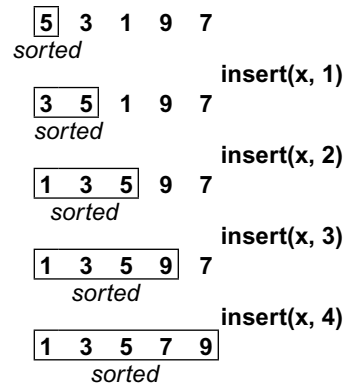 5 3 1 9 7
sorted
insert(x, 1)
3 5 1 9 7
sorted
insert(x, 2)
1 3 5 9 7
sorted
insert(x, 3)
1 3 5 9 7
sorted
insert(x, 4)
1 3 5 7 9
sorted